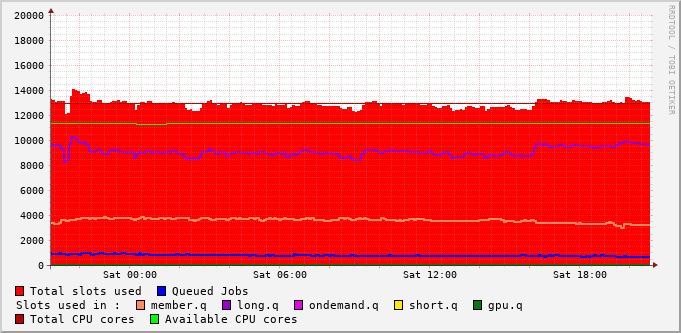 20000
18000
16000
14000
12000
10000
8000
6000
4000
2000
0
Sat 00:00 Sat 06:00 Sat 12:00 Sat 18:00
RRDTOOL / TOBI OETIKER
Total slots used Queued Jobs
Slots used in : member.q long.q ondemand.q short.q gpu.q
Total CPU cores Available CPU cores